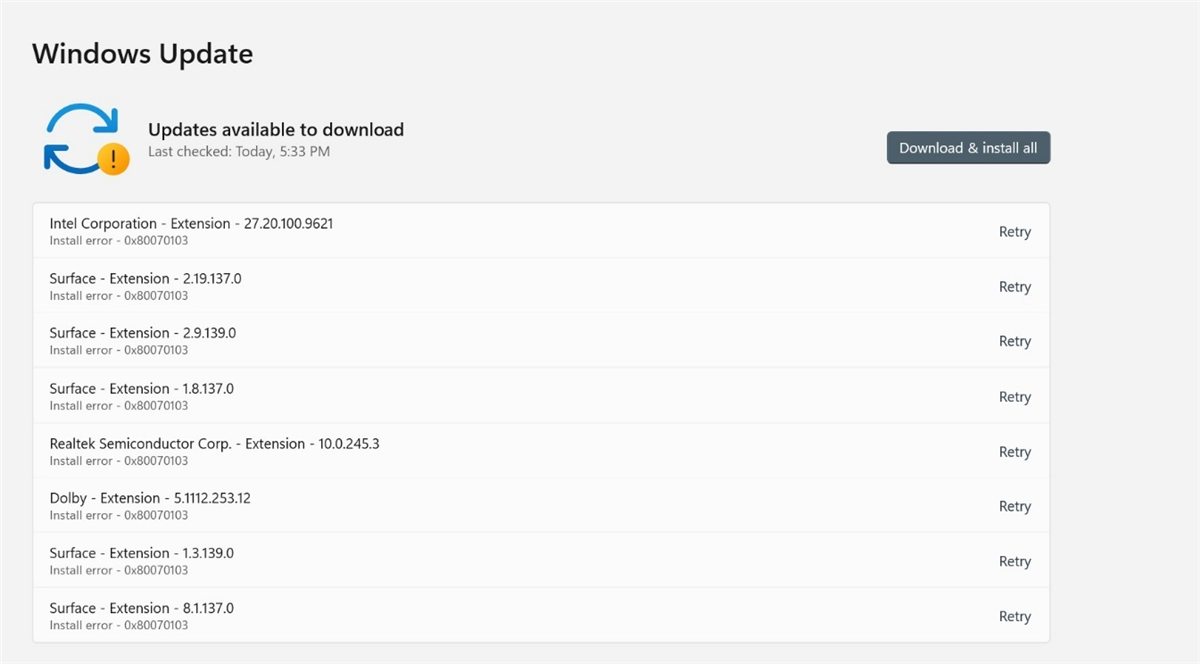 Windows Update
Updates available to download
Last checked: Today, 5:33 PM
Download & install all
Intel Corporation - Extension - 27.20.100.9621
Install error - 0x80070103
Retry
Surface - Extension - 2.19.137.0
Install error - 0x80070103
Retry
Surface - Extension - 2.9.139.0
Install error - 0x80070103
Retry
Surface - Extension - 1.8.137.0
Install error - 0x80070103
Retry
Realtek Semiconductor Corp. - Extension - 10.0.245.3
Install error - 0x80070103
Retry
Dolby - Extension - 5.1112.253.12
Install error - 0x80070103
Retry
Surface - Extension - 1.3.139.0
Install error - 0x80070103
Retry
Surface - Extension - 8.1.137.0
Install error - 0x80070103
Retry